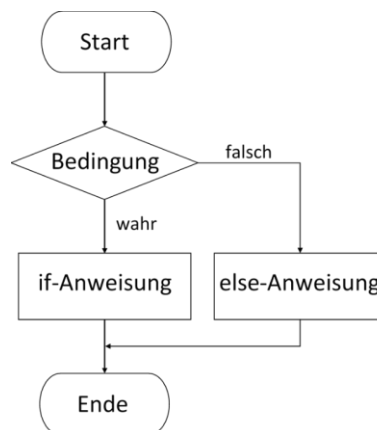 Start
Bedingung
falsch
wahr
if-Anweisung
else-Anweisung
Ende